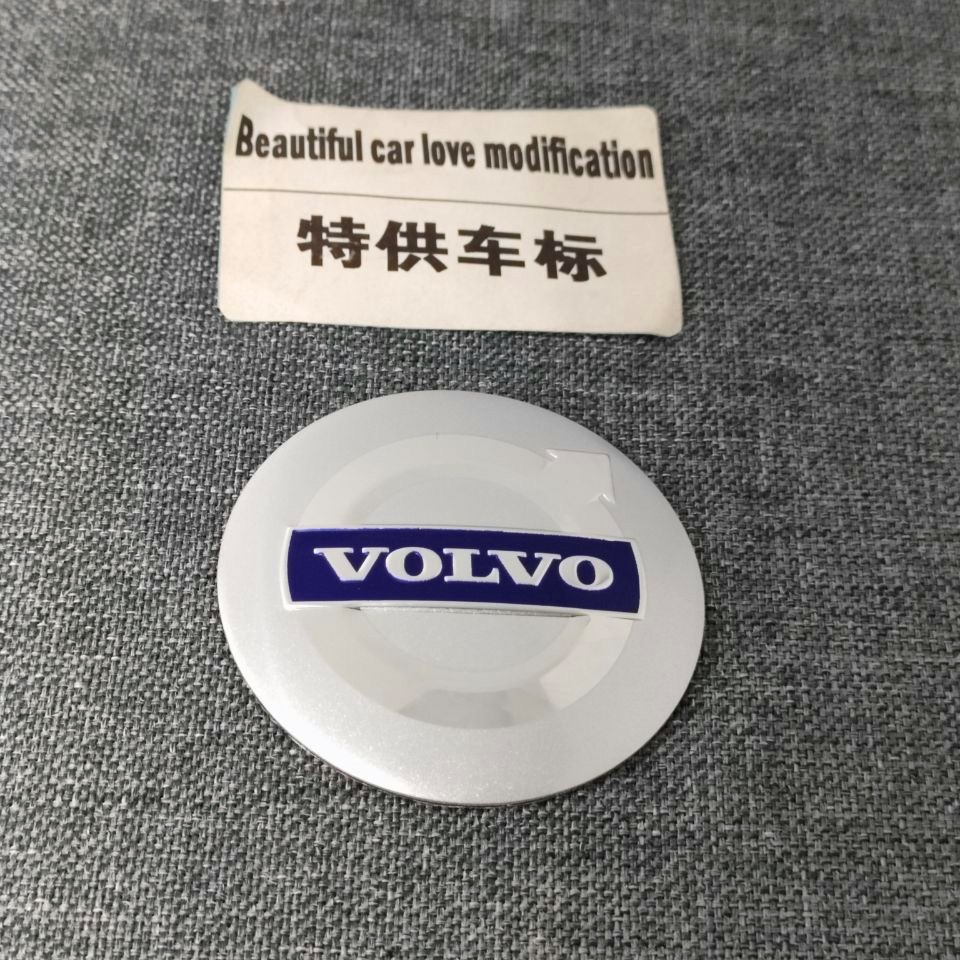 Beautiful car love modification
特供车标
VOLVO